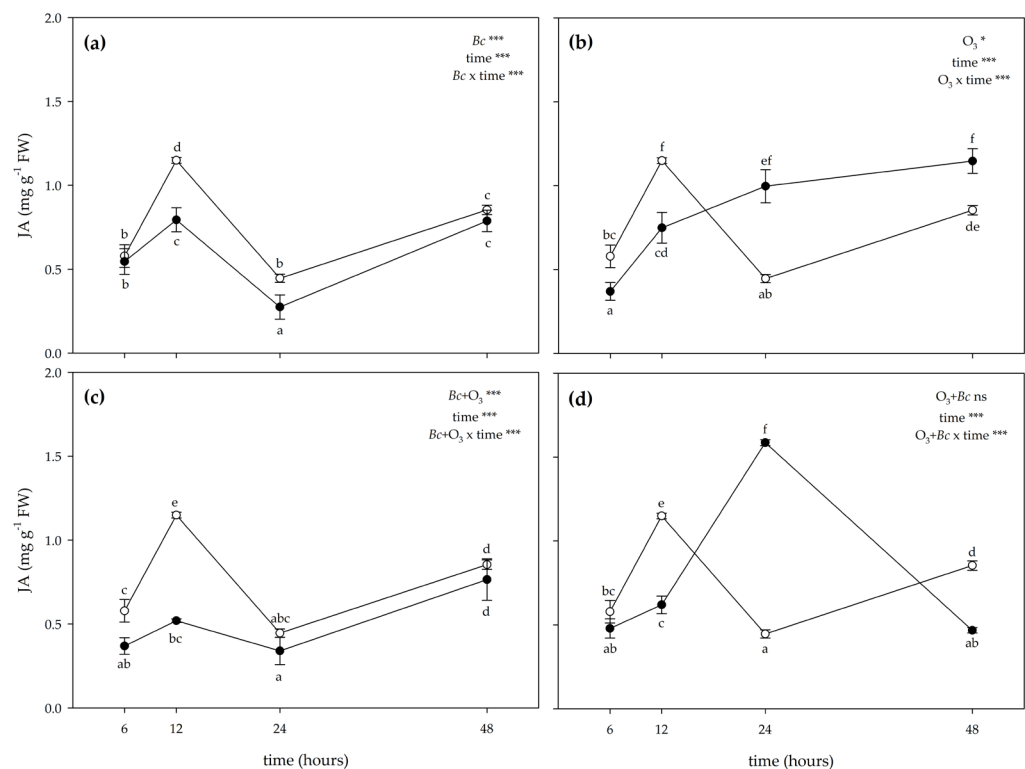 (a)
Bc ***
time ***
Bc x time ***
JA (mg g⁻¹ FW)
2.0
1.5
1.0
0.5
0.0
b
d
b
c
b
c
a
c
(b)
O₃ *
time ***
O₃ x time ***
bc
f
ef
f
a
cd
ab
de
(c)
Bc+O₃ ***
time ***
Bc+O₃ x time ***
JA (mg g⁻¹ FW)
2.0
1.5
1.0
0.5
0.0
c
e
abc
d
ab
bc
a
d
6 12 24 48
time (hours)
(d)
O₃+Bc ns
time ***
O₃+Bc x time ***
bc
e
f
d
ab
c
a
ab
6 12 24 48
time (hours)